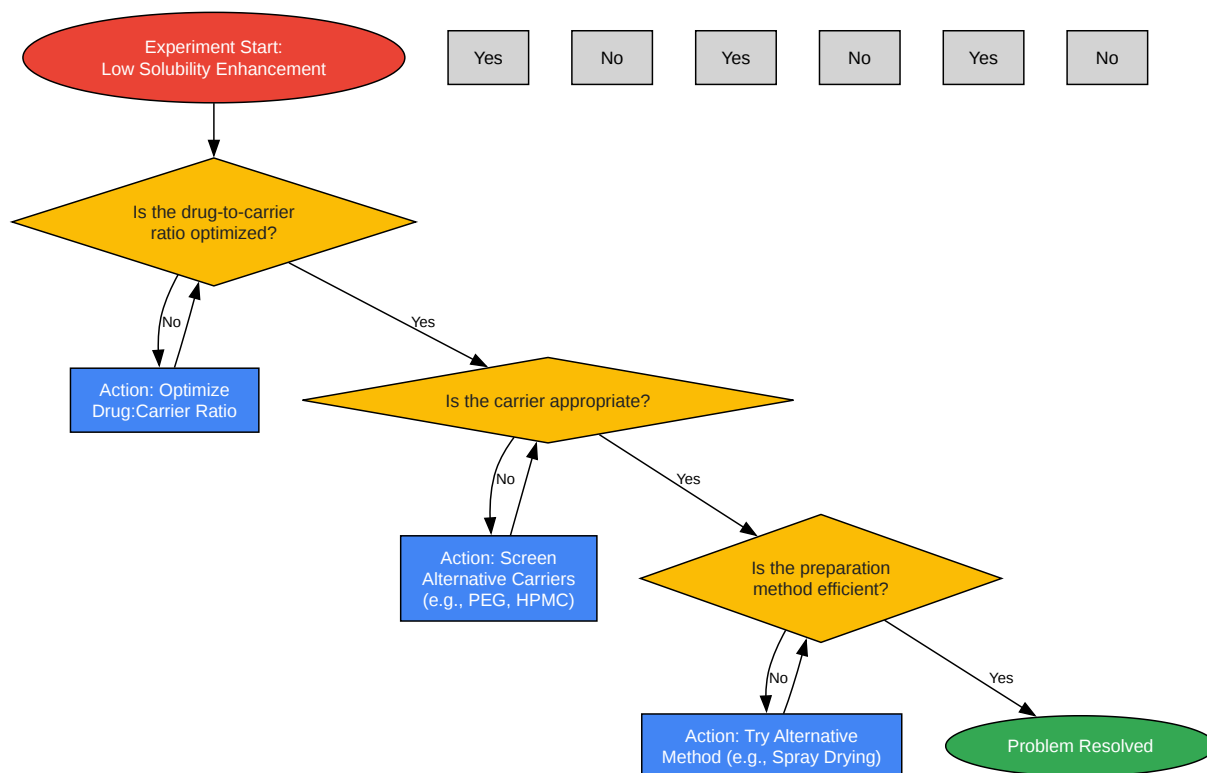 Experiment Start:
Low Solubility Enhancement
Yes
No
Yes
No
Yes
No
Is the drug-to-carrier
ratio optimized?
No
Yes
Action: Optimize
Drug:Carrier Ratio
Is the carrier appropriate?
No
Yes
Action: Screen
Alternative Carriers
(e.g., PEG, HPMC)
Is the preparation
method efficient?
No
Yes
Action: Try Alternative
Method (e.g., Spray Drying)
Problem Resolved